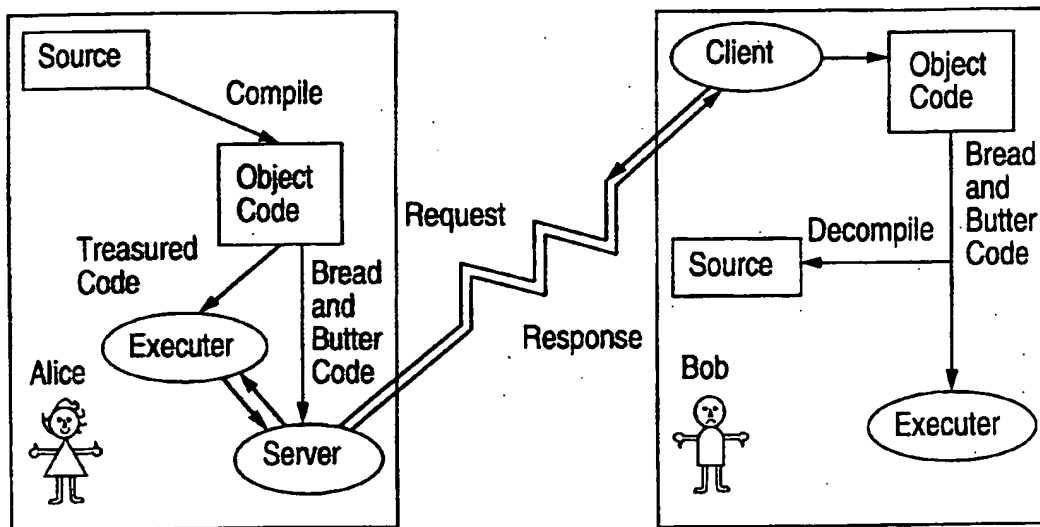 Source
Compile
Object
Code
Treasured
Code
Bread
and
Butter
Code
Executer
Alice
Server
Request
Response
Client
Object
Code
Bread
and
Butter
Code
Decompile
Source
Bob
Executer